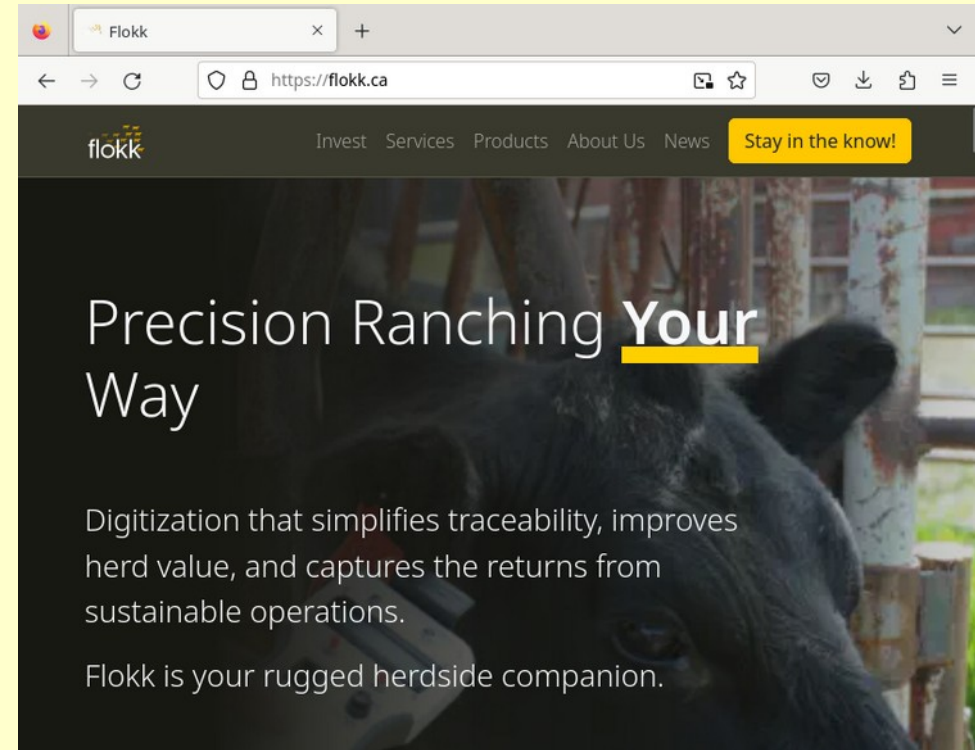 Flokk
https://flokk.ca
flokk
Invest Services Products About Us News Stay in the know!
Precision Ranching Your
Way
Digitization that simplifies traceability, improves
herd value, and captures the returns from
sustainable operations.
Flokk is your rugged herdside companion.